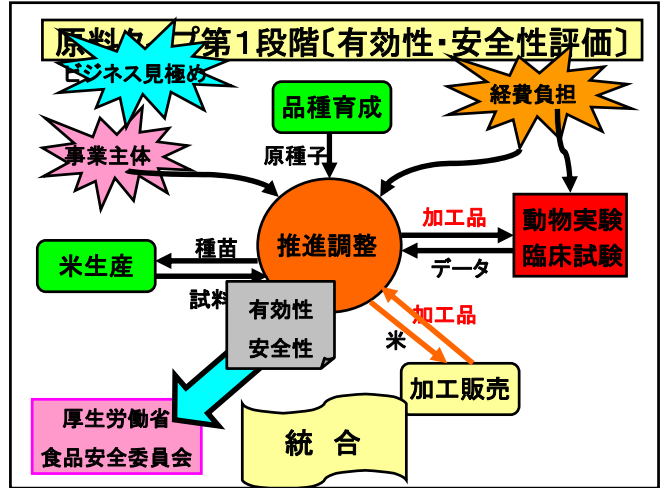 原料タイプ第1段階〔有効性・安全性評価〕
ビジネス見極め
品種育成
経費負担
事業主体
原種子
推進調整
加工品
動物実験
臨床試験
データ
米生産
種苗
試料
有効性
安全性
加工品
米
加工販売
厚生労働省
食品安全委員会
統 合